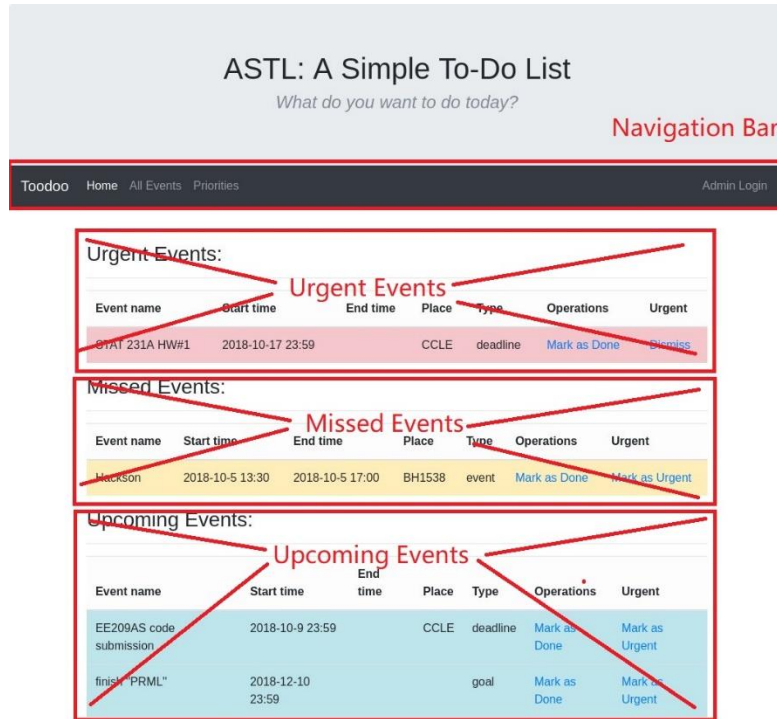 ASTL: A Simple To-Do List
What do you want to do today?
Navigation Bar
Toodoo Home All Events Priorities Admin Login
Urgent Events:
Urgent Events
Event name Start time End time Place Type Operations Urgent
STAT 231A HW#1 2018-10-17 23:59 CCLE deadline Mark as Done Dismiss
Missed Events:
Missed Events
Event name Start time End time Place Type Operations Urgent
Hackson 2018-10-5 13:30 2018-10-5 17:00 BH1538 event Mark as Done Mark as Urgent
Upcoming Events:
Upcoming Events
End
Event name Start time time Place Type Operations Urgent
EE209AS code 2018-10-9 23:59 CCLE deadline Mark as Mark as
submission Done Urgent
finish "PRML" 2018-12-10 goal Mark as Mark as
23:59 Done Urgent